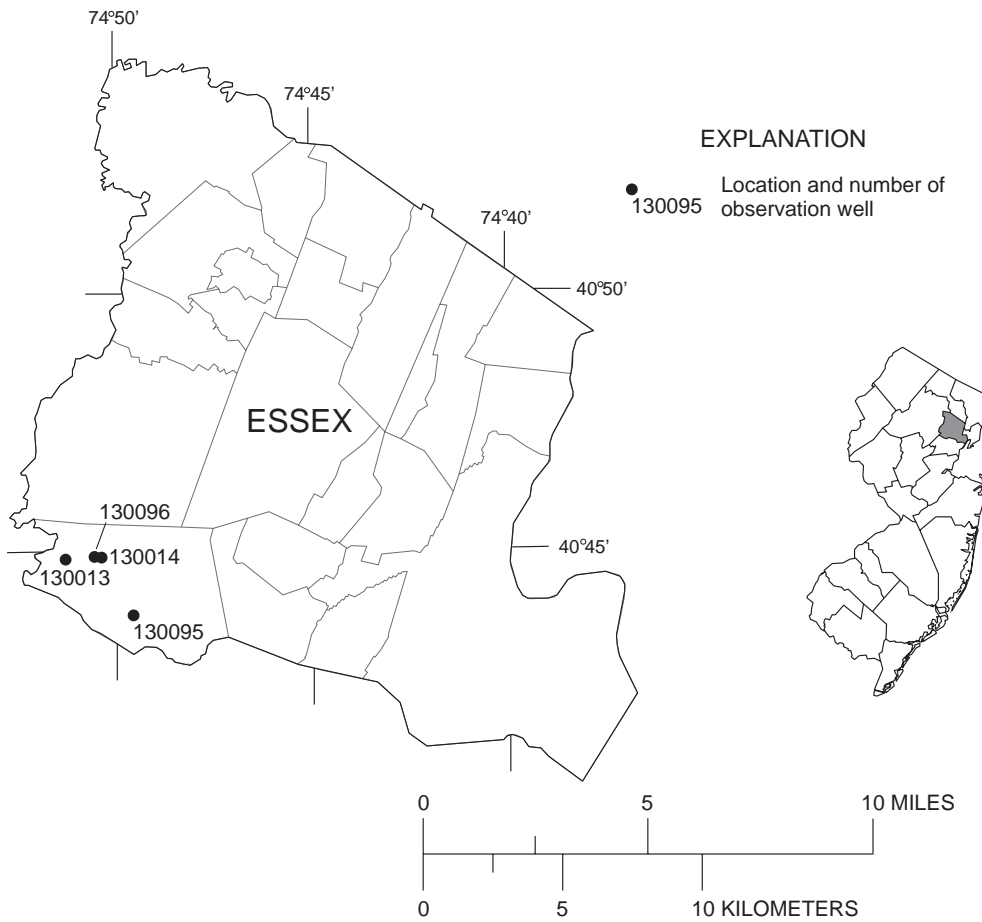 74°50’
74°45’
EXPLANATION
130095
Location and number of
observation well
74°40’
40°50’
ESSEX
130096
130014
40°45’
130013
130095
0 5 10 MILES
0 5 10 KILOMETERS